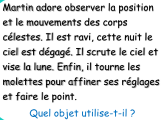 Martin adore observer la position
et le mouvements des corps
célestes. Il est ravi, cette nuit le
ciel est dégagé. Il scrute le ciel et
vise la lune. Enfin, il tourne les
molettes pour affiner ses réglages
et faire le point.
Quel objet utilise-t-il ?